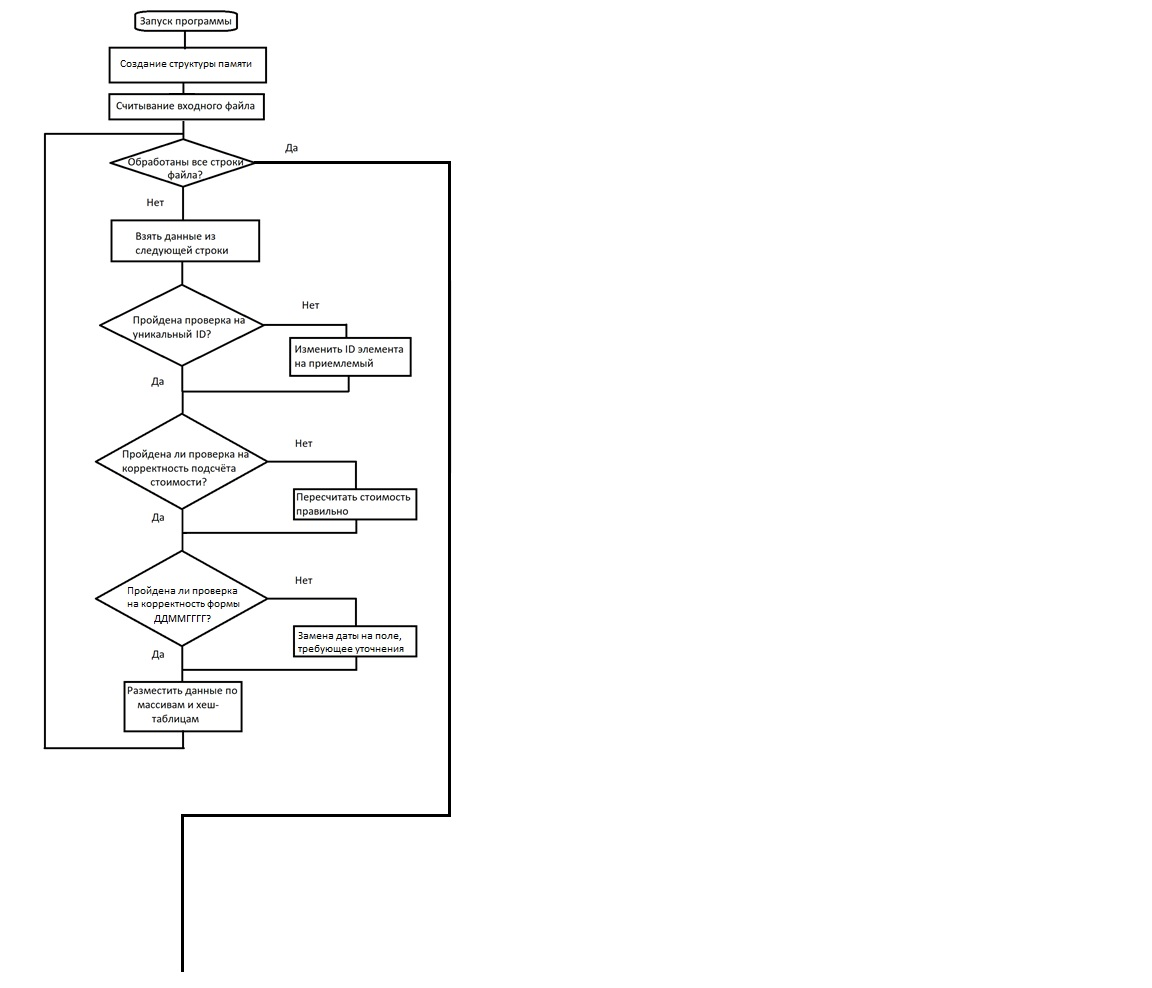 Запуск программы
Создание структуры памяти
Считывание входного файла
Да
Обработаны все строки
файла?
Нет
Взять данные из
следующей строки
Нет
Пройдена проверка на
уникальный ID?
Изменить ID элемента
на приемлемый
Да
Нет
Пройдена ли проверка на
корректность подсчёта
стоимости?
Пересчитать стоимость
правильно
Да
Нет
Пройдена ли проверка
на корректность формы
ДДММГГГГ?
Замена даты на поле,
требующее уточнения
Да
Разместить данные по
массивам и хеш-
таблицам